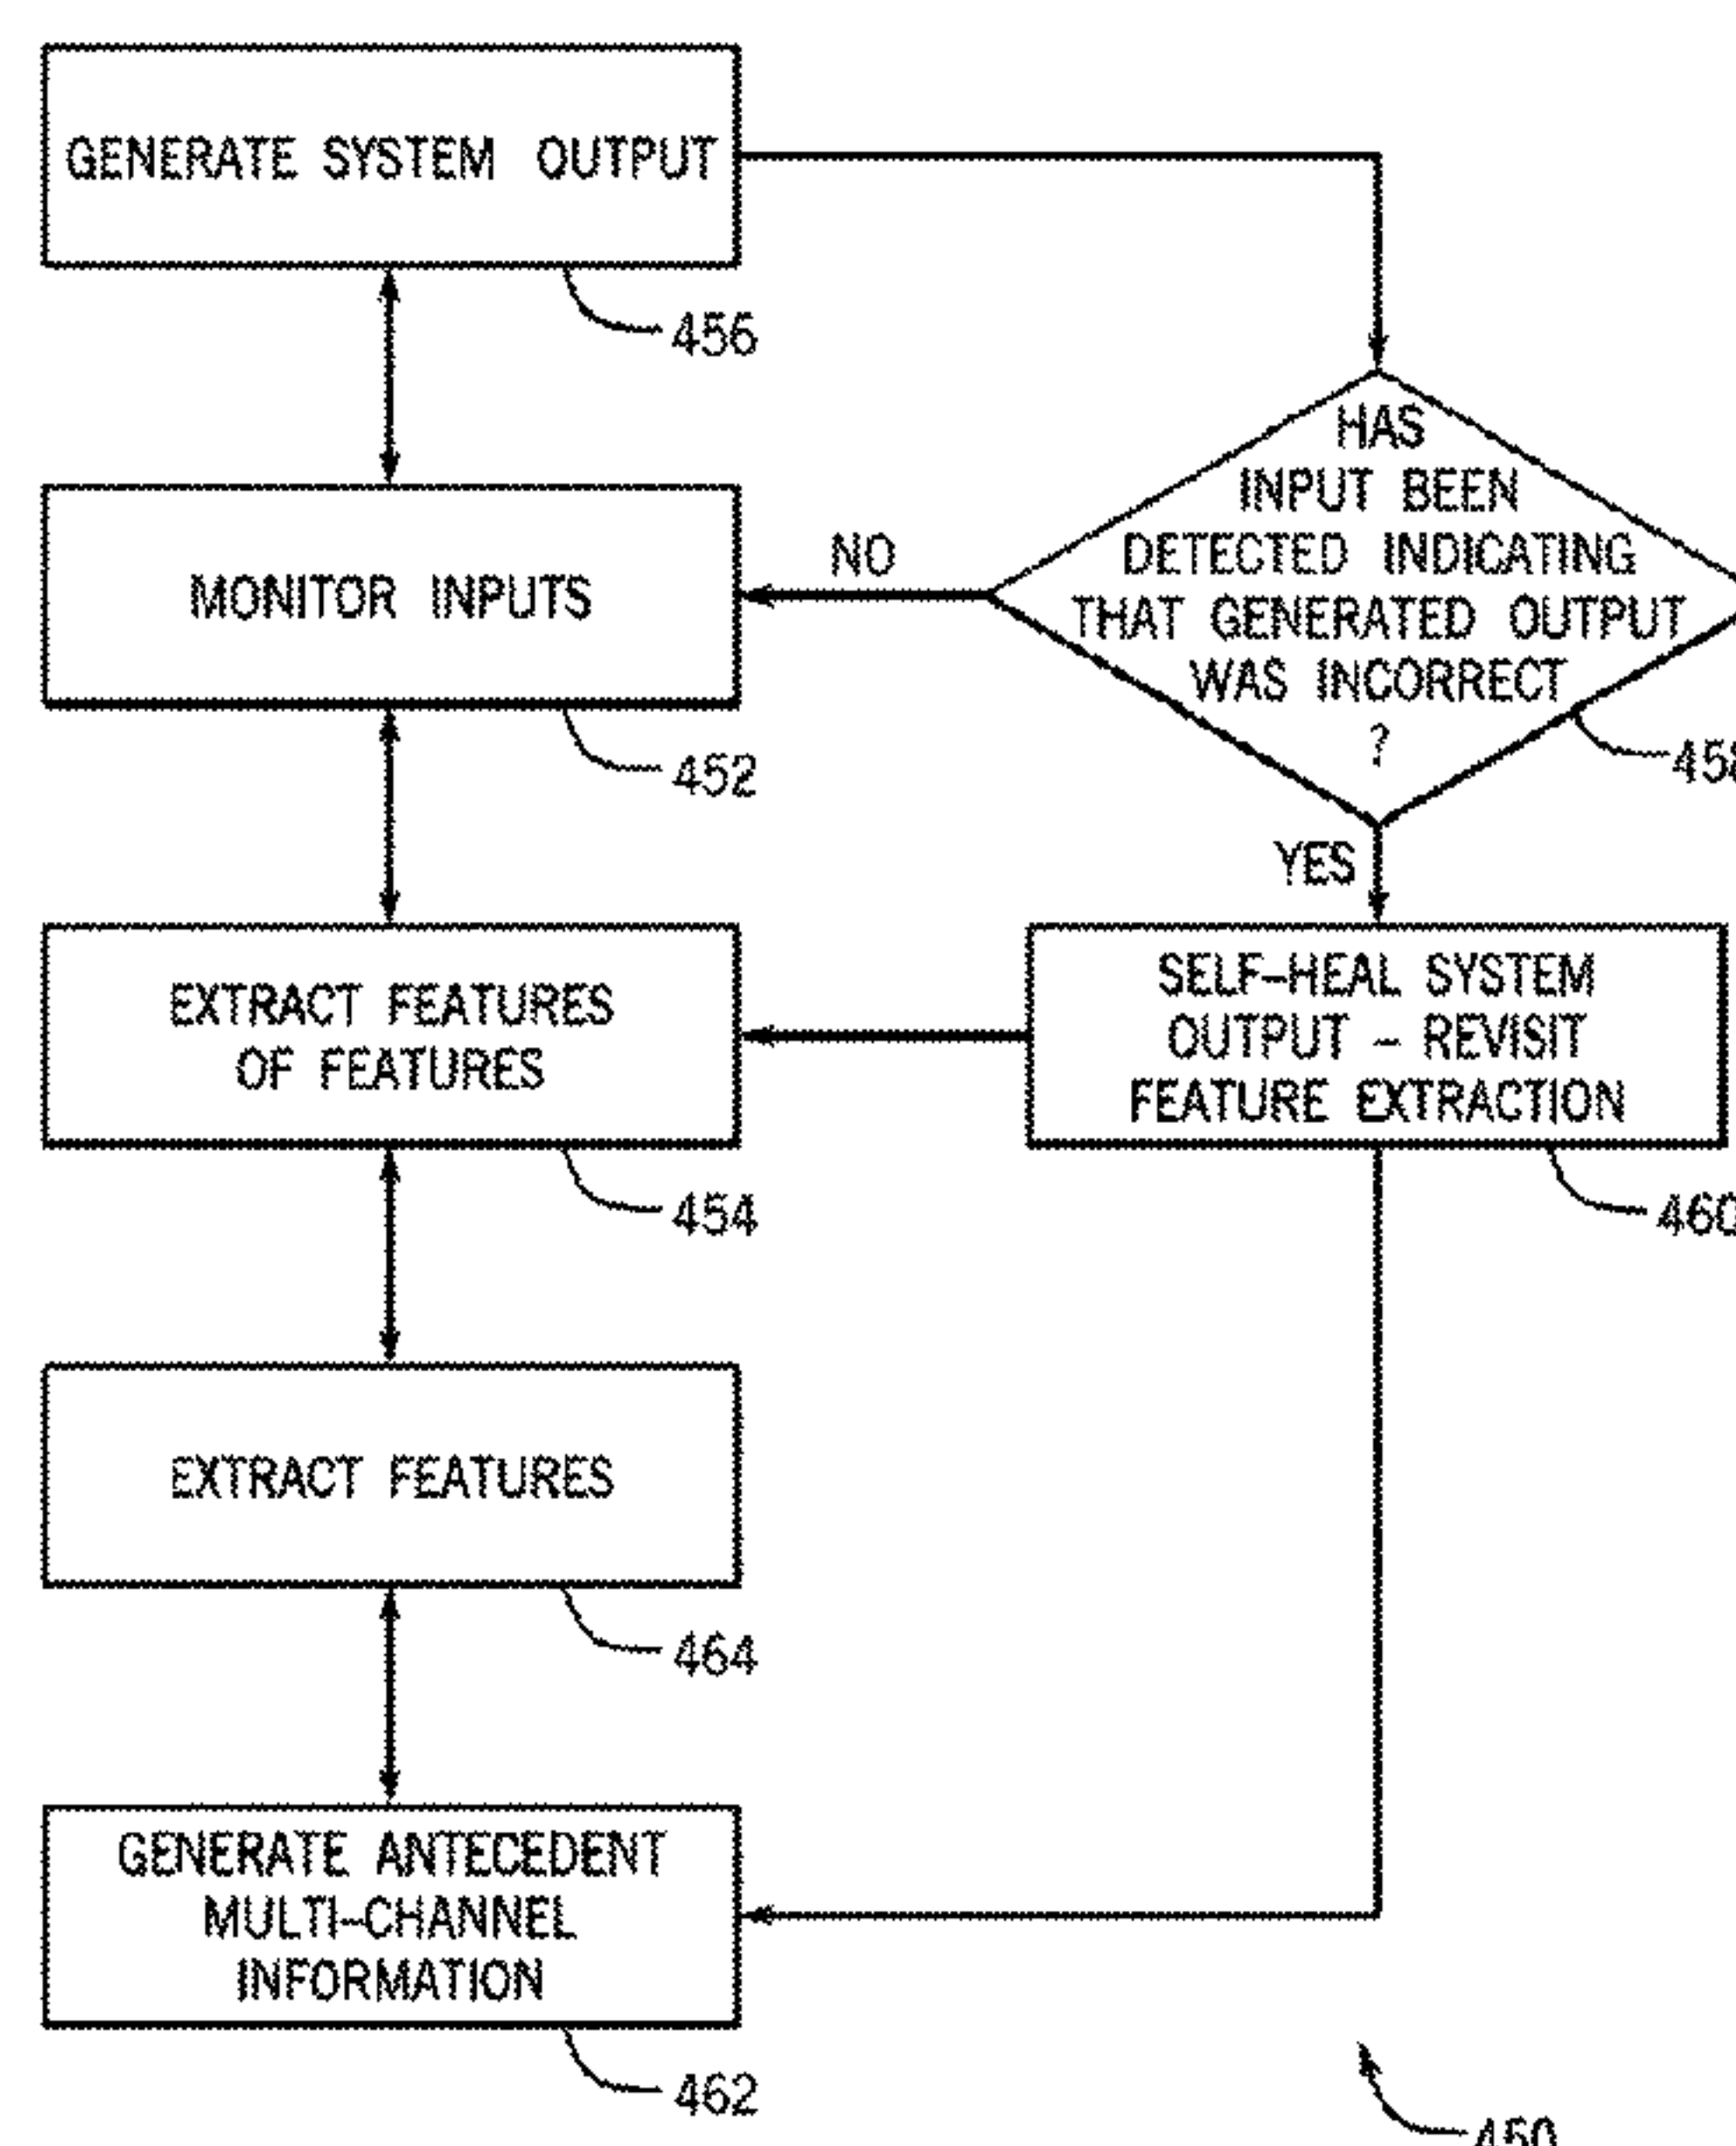 GENERATE SYSTEM OUTPUT
456
HAS
INPUT BEEN
DETECTED INDICATING
THAT GENERATED OUTPUT
WAS INCORRECT
?
NO
MONITOR INPUTS
452
YES
EXTRACT FEATURES
OF FEATURES
454
SELF-HEAL SYSTEM
OUTPUT - REVISIT
FEATURE EXTRACTION
460
EXTRACT FEATURES
464
GENERATE ANTECEDENT
MULTI-CHANNEL
INFORMATION
462
450